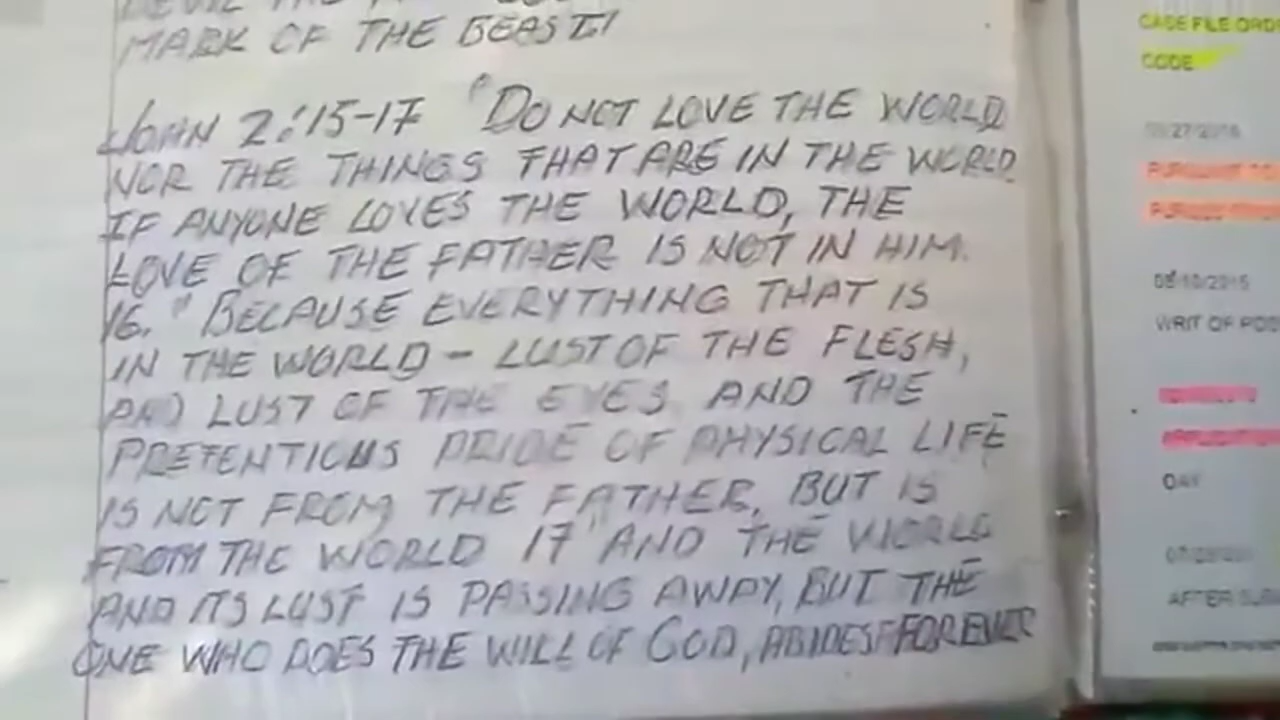 MARK OF THE BEAST!
JOHN 2:15-17 "DO NOT LOVE THE WORLD
NOR THE THINGS THAT ARE IN THE WORLD.
IF ANYONE LOVES THE WORLD, THE
LOVE OF THE FATHER IS NOT IN HIM.
16. "BECAUSE EVERYTHING THAT IS
IN THE WORLD - LUST OF THE FLESH,
AND LUST OF THE EYES AND THE
PRETENTIOUS PRIDE OF PHYSICAL LIFE
IS NOT FROM THE FATHER, BUT IS
FROM THE WORLD 17 "AND THE WORLD
AND ITS LUST IS PASSING AWAY, BUT THE
ONE WHO DOES THE WILL OF GOD, ABIDES FOREVER
CASE FILE
CODE
08/10/2015
WRIT OF
DAY
AFTER